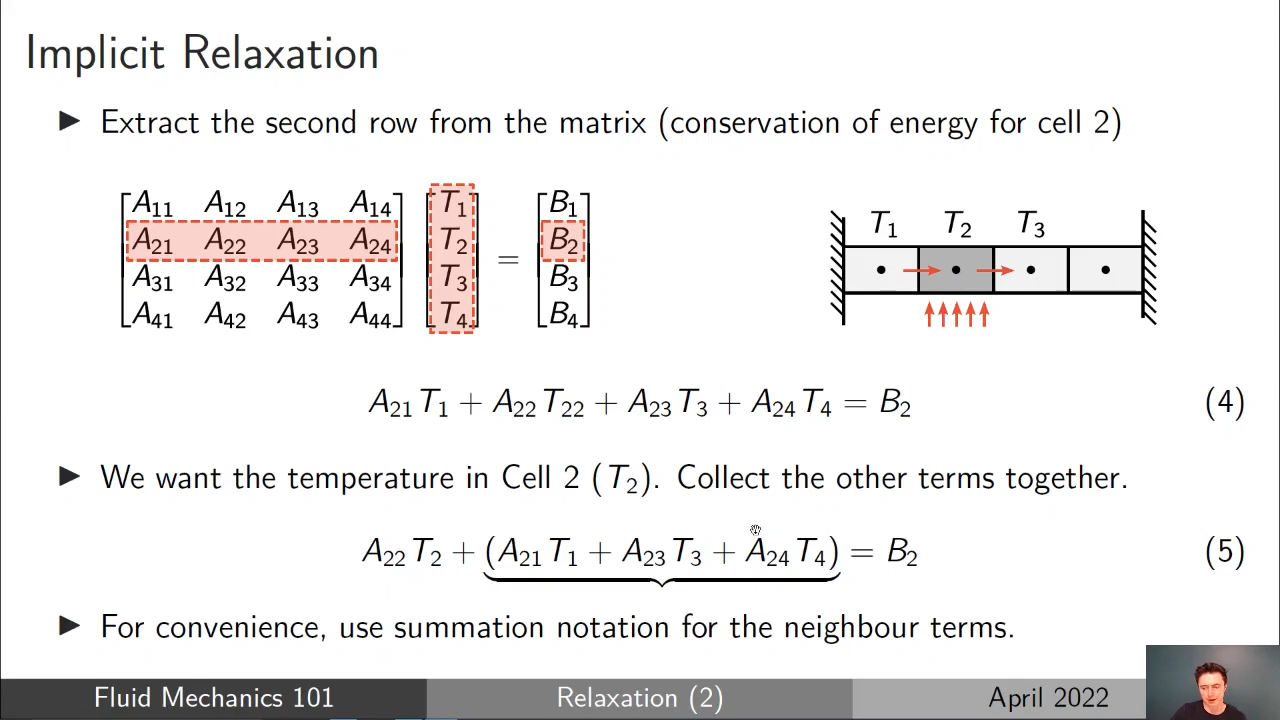 Implicit Relaxation
▶ Extract the second row from the matrix (conservation of energy for cell 2)
A₁₁ A₁₂ A₁₃ A₁₄ T₁ B₁
A₂₁ A₂₂ A₂₃ A₂₄ T₂ = B₂
A₃₁ A₃₂ A₃₃ A₃₄ T₃ B₃
A₄₁ A₄₂ A₄₃ A₄₄ T₄ B₄
T₁ T₂ T₃
A₂₁T₁ + A₂₂T₂₂ + A₂₃T₃ + A₂₄T₄ = B₂ (4)
▶ We want the temperature in Cell 2 (T₂). Collect the other terms together.
A₂₂T₂ + (A₂₁T₁ + A₂₃T₃ + A₂₄T₄) = B₂ (5)
▶ For convenience, use summation notation for the neighbour terms.
Fluid Mechanics 101 Relaxation (2) April 2022